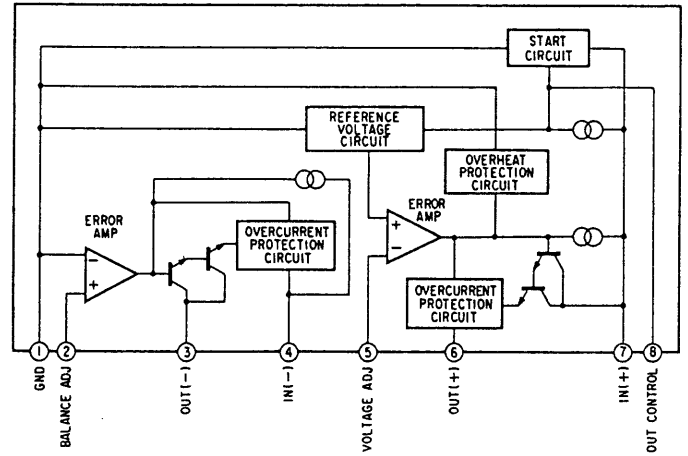 START
CIRCUIT
REFERENCE
VOLTAGE
CIRCUIT
OVERHEAT
PROTECTION
CIRCUIT
ERROR
AMP
ERROR
AMP
OVERCURRENT
PROTECTION
CIRCUIT
OVERCURRENT
PROTECTION
CIRCUIT
−
+
+
−
1
2
3
4
5
6
7
8
GND
BALANCE ADJ
OUT(-)
IN(-)
VOLTAGE ADJ
OUT(+)
IN(+)
OUT CONTROL